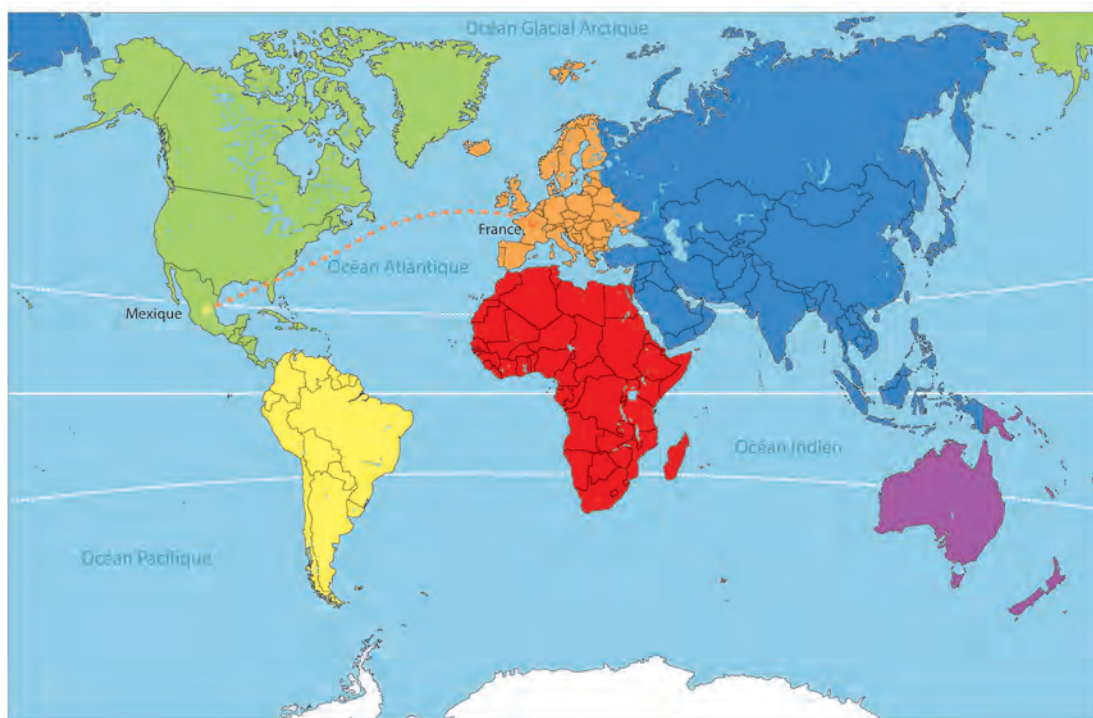 Océan Glacial Arctique
France
Océan Atlantique
Mexique
Océan Indien
Océan Pacifique